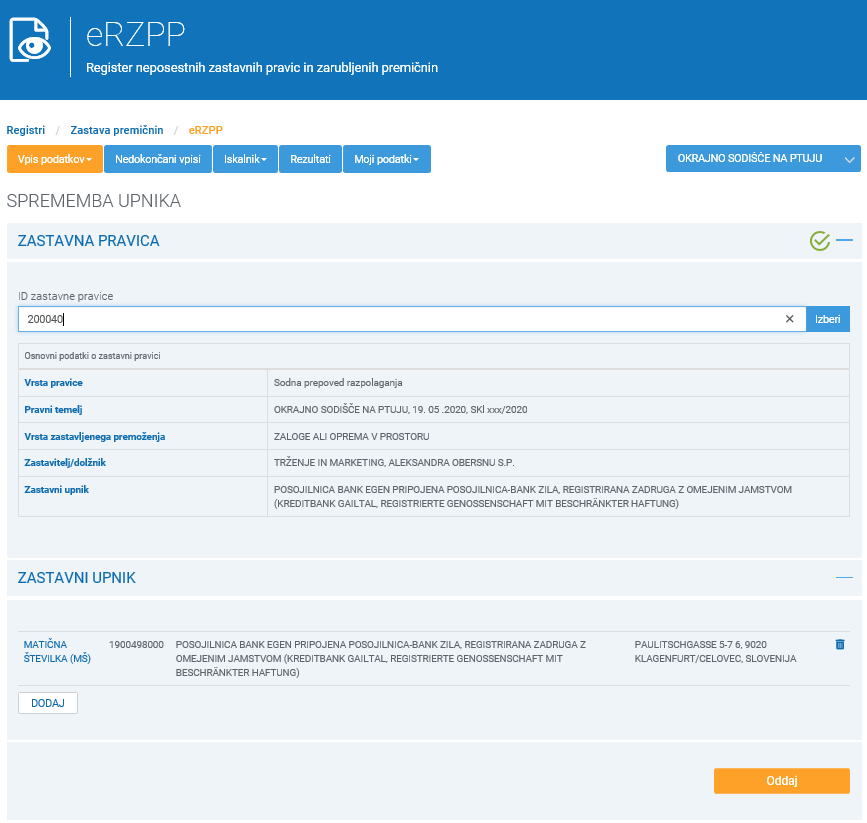 eRZPP
Register neposestnih zastavnih pravic in zarubljenih premičnin
Registri / Zastava premičnin / eRZPP
Vpis podatkov Nedokončani vpisi Iskalnik Rezultati Moji podatki OKRAJNO SODIŠČE NA PTUJU
SPREMEMBA UPNIKA
ZASTAVNA PRAVICA
ID zastavne pravice
200040 Izberi
Osnovni podatki o zastavni pravici
Vrsta pravice Sodna prepoved razpolaganja
Pravni temelj OKRAJNO SODIŠČE NA PTUJU, 19. 05 .2020, SKl xxx/2020
Vrsta zastavljenega premoženja ZALOGE ALI OPREMA V PROSTORU
Zastavitelj/dolžnik TRŽENJE IN MARKETING, ALEKSANDRA OBERSNU S.P.
Zastavni upnik POSOJILNICA BANK EGEN PRIPOJENA POSOJILNICA-BANK ZILA, REGISTRIRANA ZADRUGA Z OMEJENIM JAMSTVOM
(KREDITBANK GAILTAL, REGISTRIERTE GENOSSENSCHAFT MIT BESCHRÄNKTER HAFTUNG)
ZASTAVNI UPNIK
MATIČNA 1900498000 POSOJILNICA BANK EGEN PRIPOJENA POSOJILNICA-BANK ZILA, REGISTRIRANA ZADRUGA Z PAULITSCHGASSE 5-7 6, 9020
ŠTEVILKA (MŠ) OMEJENIM JAMSTVOM (KREDITBANK GAILTAL, REGISTRIERTE GENOSSENSCHAFT MIT KLAGENFURT/CELOVEC, SLOVENIJA
BESCHRÄNKTER HAFTUNG)
DODAJ
Oddaj